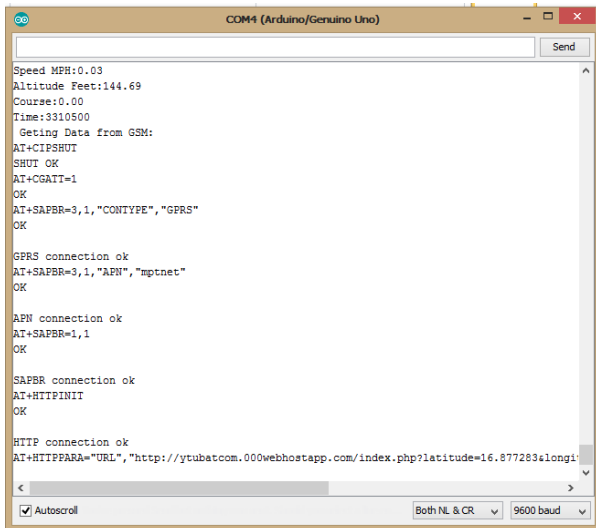 COM4 (Arduino/Genuino Uno)
Send
Speed MPH:0.03
Altitude Feet:144.69
Course:0.00
Time:3310500
Geting Data from GSM:
AT+CIPSHUT
SHUT OK
AT+CGATT=1
OK
AT+SAPBR=3,1,"CONTYPE","GPRS"
OK
GPRS connection ok
AT+SAPBR=3,1,"APN","mptnet"
OK
APN connection ok
AT+SAPBR=1,1
OK
SAPBR connection ok
AT+HTTPINIT
OK
HTTP connection ok
AT+HTTPPARA="URL","http://ytubatcom.000webhostapp.com/index.php?latitude=16.877283&longi
Autoscroll
Both NL & CR
9600 baud